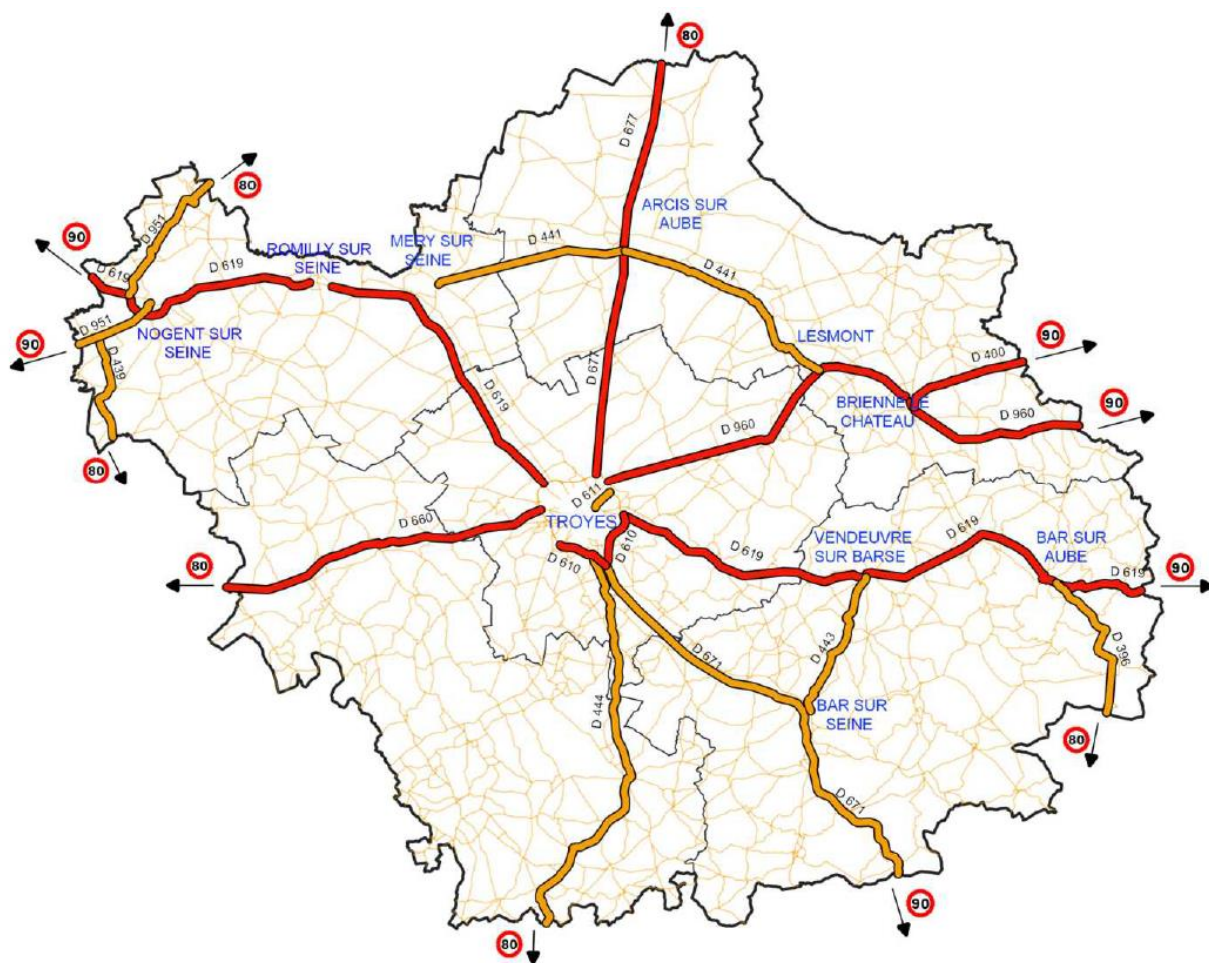 80
D 677
80
D 951
ARCIS SUR
AUBE
90
ROMILLY SUR
SEINE
MERY SUR
SEINE
D 441
D 619
D 619
D 441
D 951
90
NOGENT SUR
SEINE
LESMONT
D 400
90
D 439
D 677
D 619
BRIENNE LE
CHATEAU
D 960
90
D 960
80
D 611
TROYES
D 660
D 610
D 610
D 619
VENDEUVRE
SUR BARSE
D 619
BAR SUR
AUBE
D 619
90
80
D 443
D 396
D 671
D 444
BAR SUR
SEINE
80
D 671
90
80